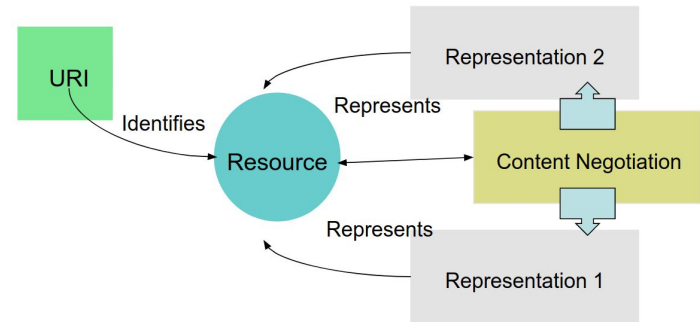 Representation 2
URI
Represents
Identifies
Resource
Content Negotiation
Represents
Representation 1